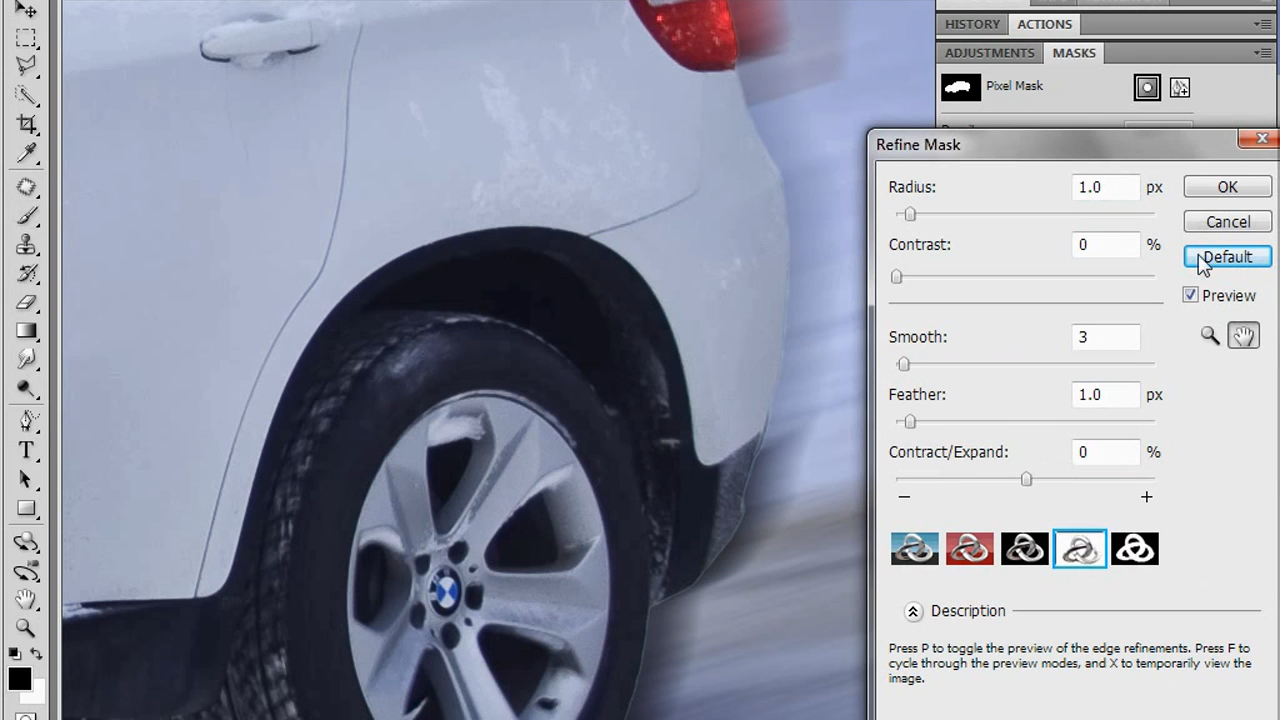 HISTORY ACTIONS
ADJUSTMENTS MASKS
Pixel Mask
Refine Mask
Radius: 1.0 px OK
Cancel
Contrast: 0 % Default
Preview
Smooth: 3
Feather: 1.0 px
Contract/Expand: 0 %
− +
Description
Press P to toggle the preview of the edge refinements. Press F to
cycle through the preview modes, and X to temporarily view the
image.
T
BMW